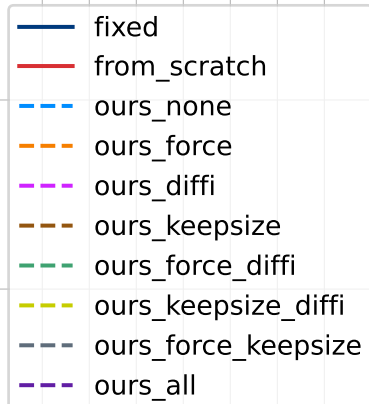 fixed
from_scratch
ours_none
ours_force
ours_diffi
ours_keepsize
ours_force_diffi
ours_keepsize_diffi
ours_force_keepsize
ours_all